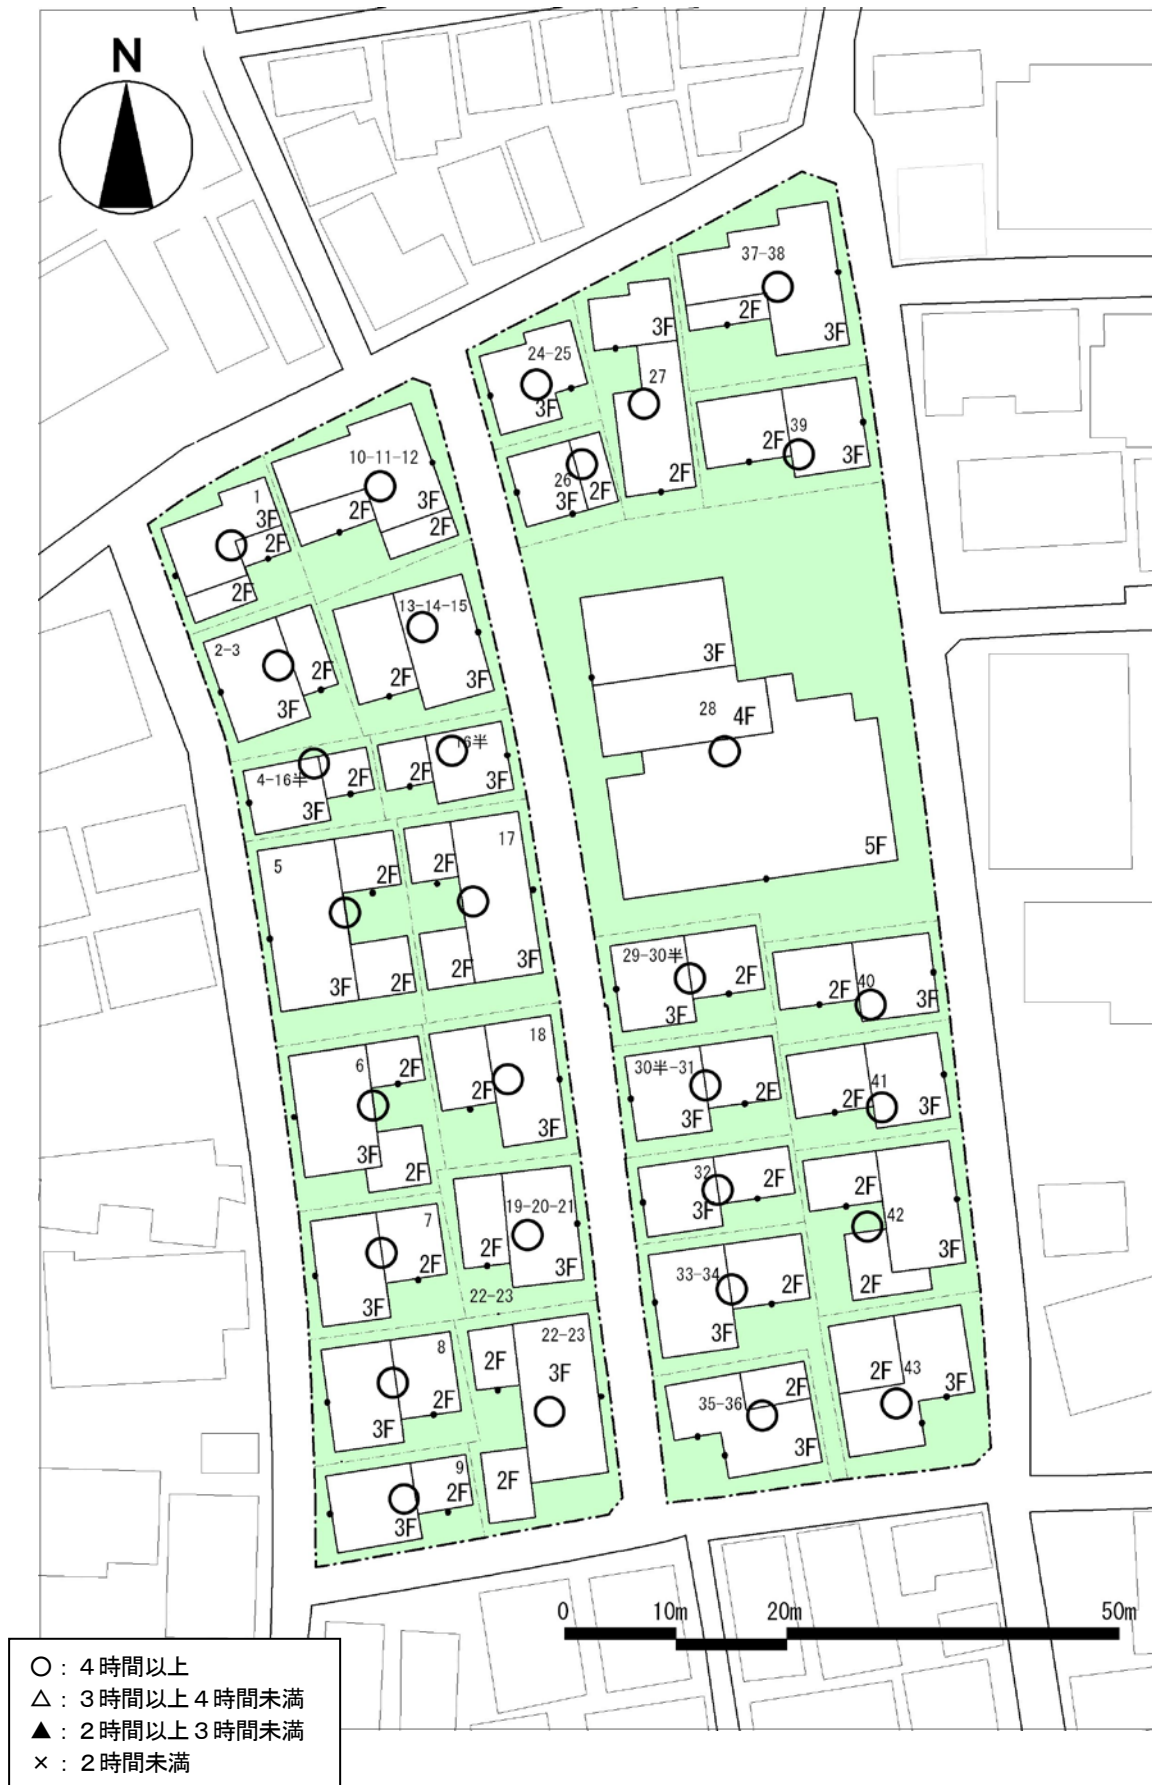 N
37-38
2F
3F
24-25
3F
3F
27
2F
39
2F
3F
26
3F
2F
10-11-12
3F
2F
2F
1
3F
2F
2F
13-14-15
2F
3F
2-3
2F
3F
3F
28
4F
5F
16半
2F
3F
4-16半
2F
3F
5
2F
3F
2F
17
2F
3F
2F
29-30半
2F
3F
40
2F
3F
6
2F
3F
2F
18
2F
3F
30半-31
2F
3F
41
2F
3F
32
2F
3F
42
2F
3F
2F
7
2F
3F
19-20-21
2F
3F
22-23
33-34
2F
3F
8
2F
3F
22-23
2F
3F
2F
35-36
2F
3F
43
2F
3F
9
2F
3F
0 10m 20m 50m
○ : 4時間以上
△ : 3時間以上4時間未満
▲ : 2時間以上3時間未満
× : 2時間未満